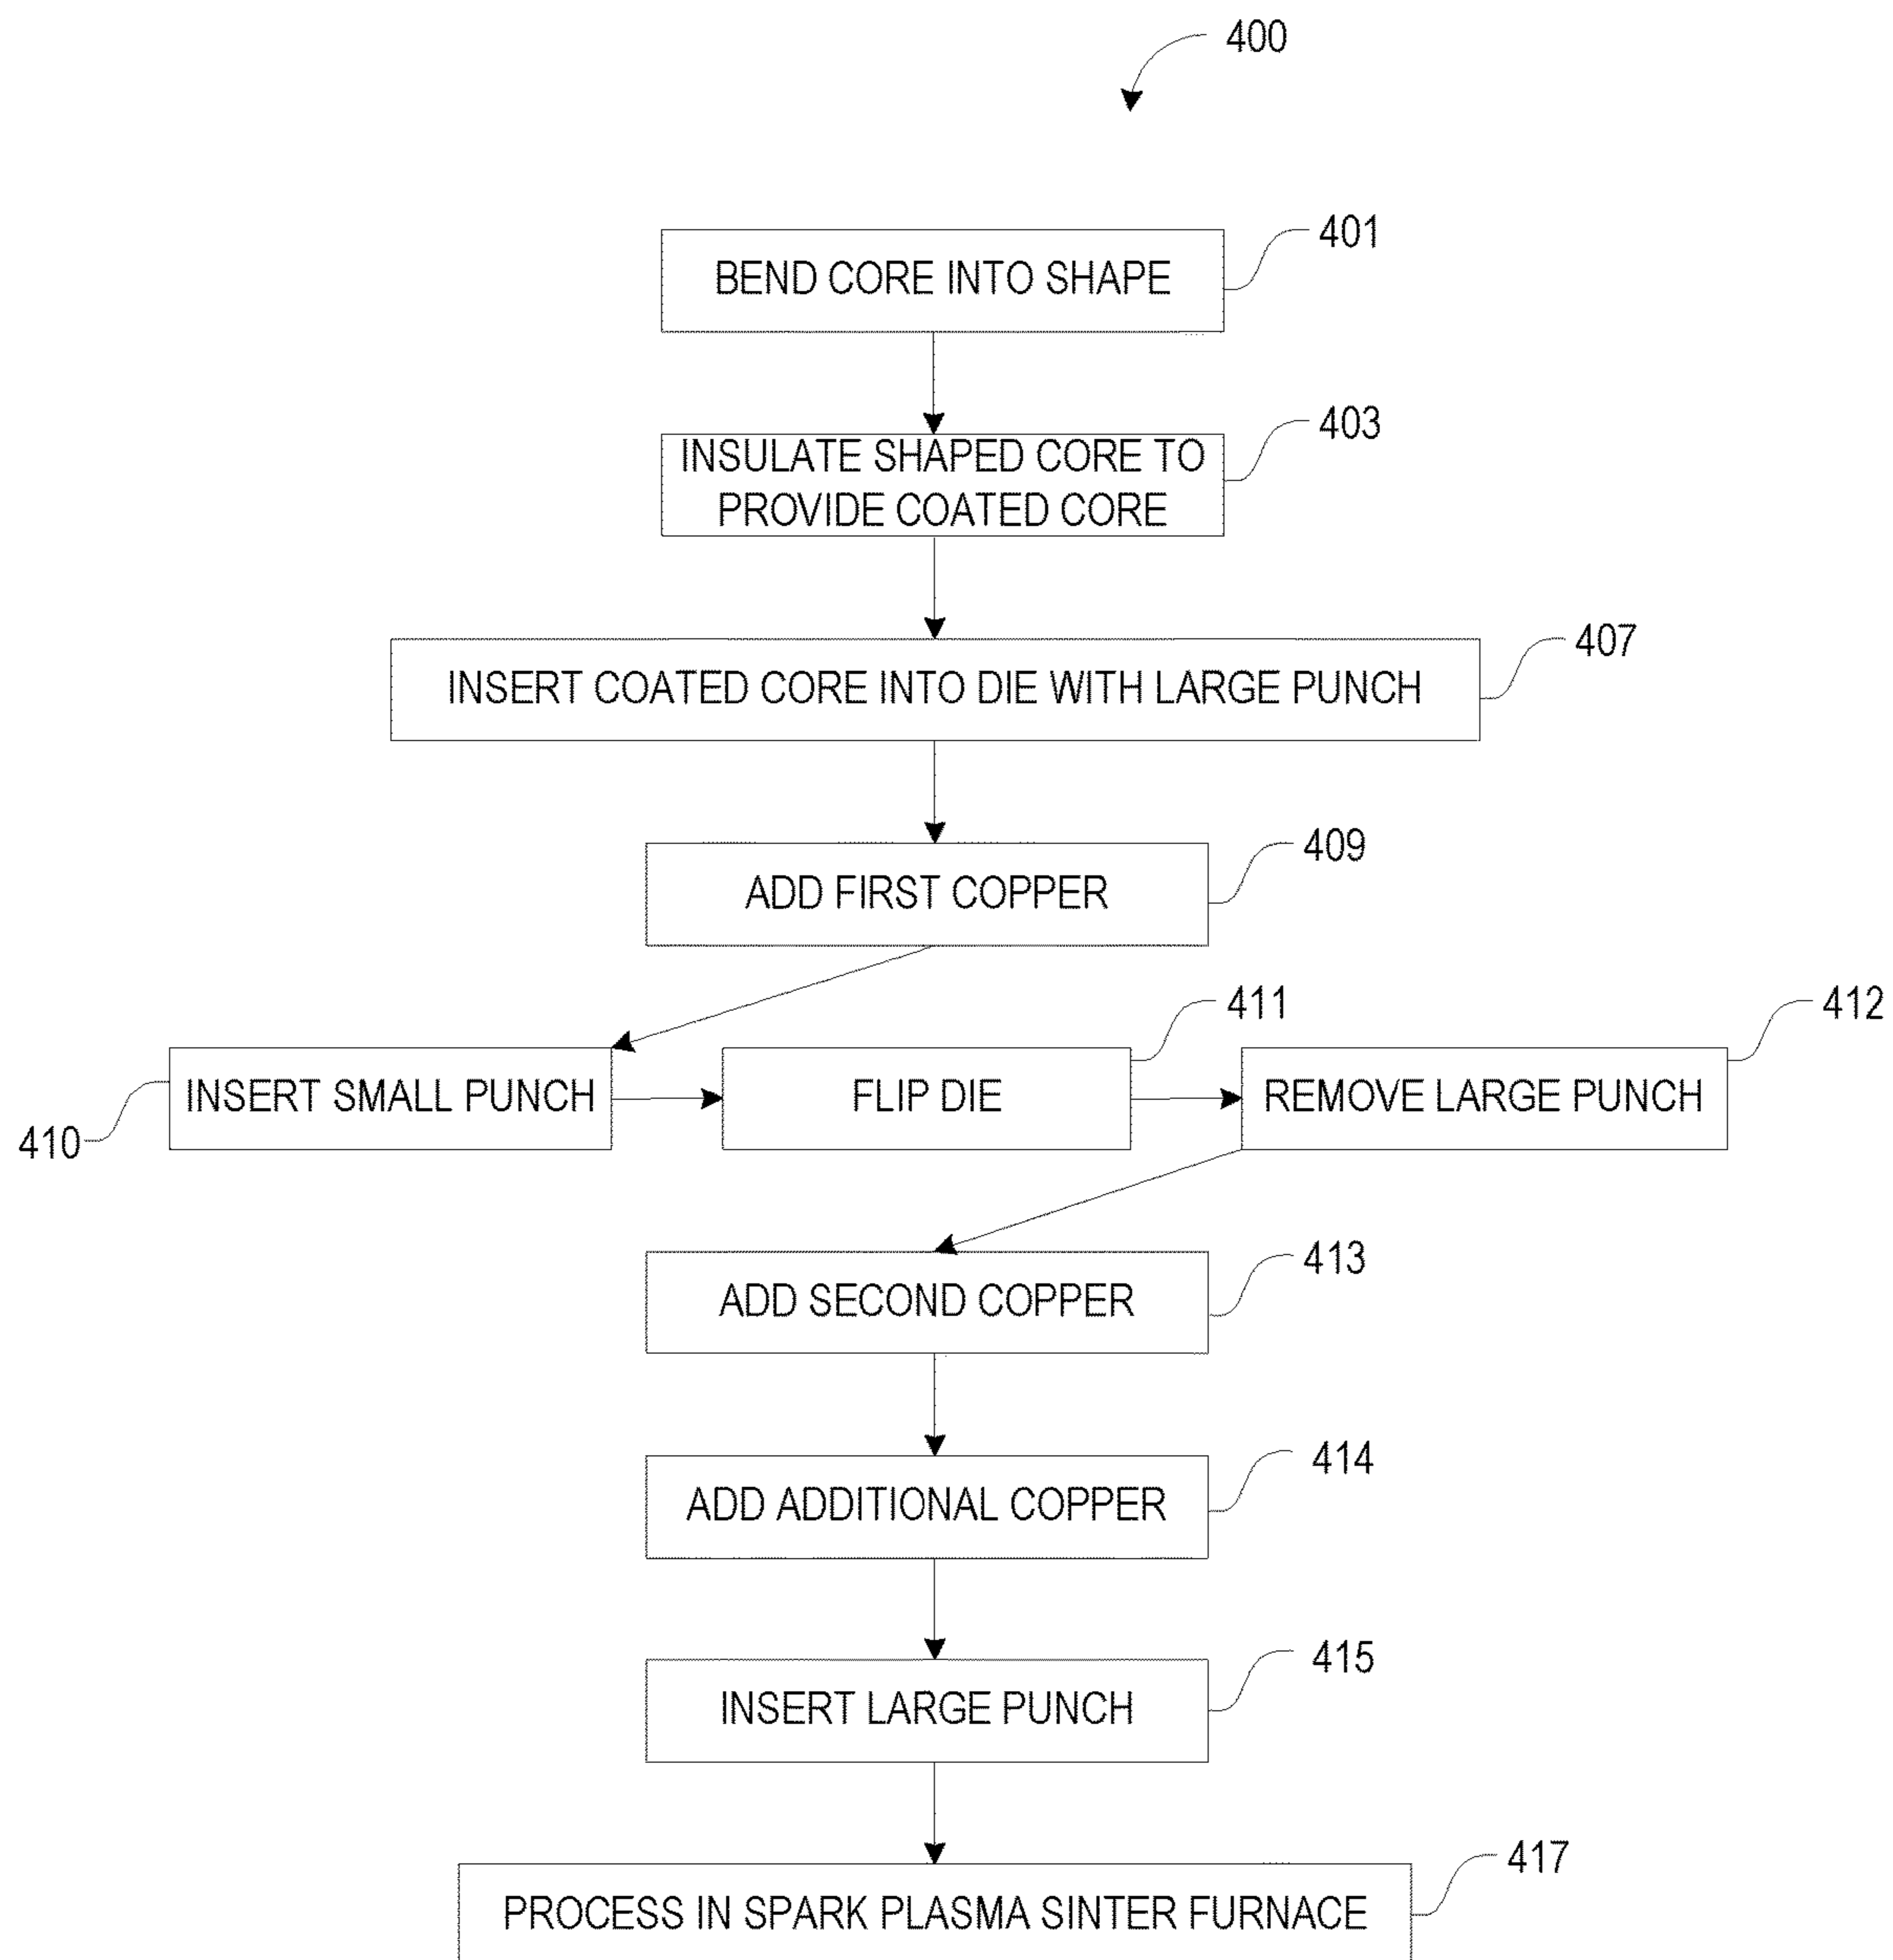 400
401
BEND CORE INTO SHAPE
403
INSULATE SHAPED CORE TO
PROVIDE COATED CORE
407
INSERT COATED CORE INTO DIE WITH LARGE PUNCH
409
ADD FIRST COPPER
410
INSERT SMALL PUNCH
411
FLIP DIE
412
REMOVE LARGE PUNCH
413
ADD SECOND COPPER
414
ADD ADDITIONAL COPPER
415
INSERT LARGE PUNCH
417
PROCESS IN SPARK PLASMA SINTER FURNACE